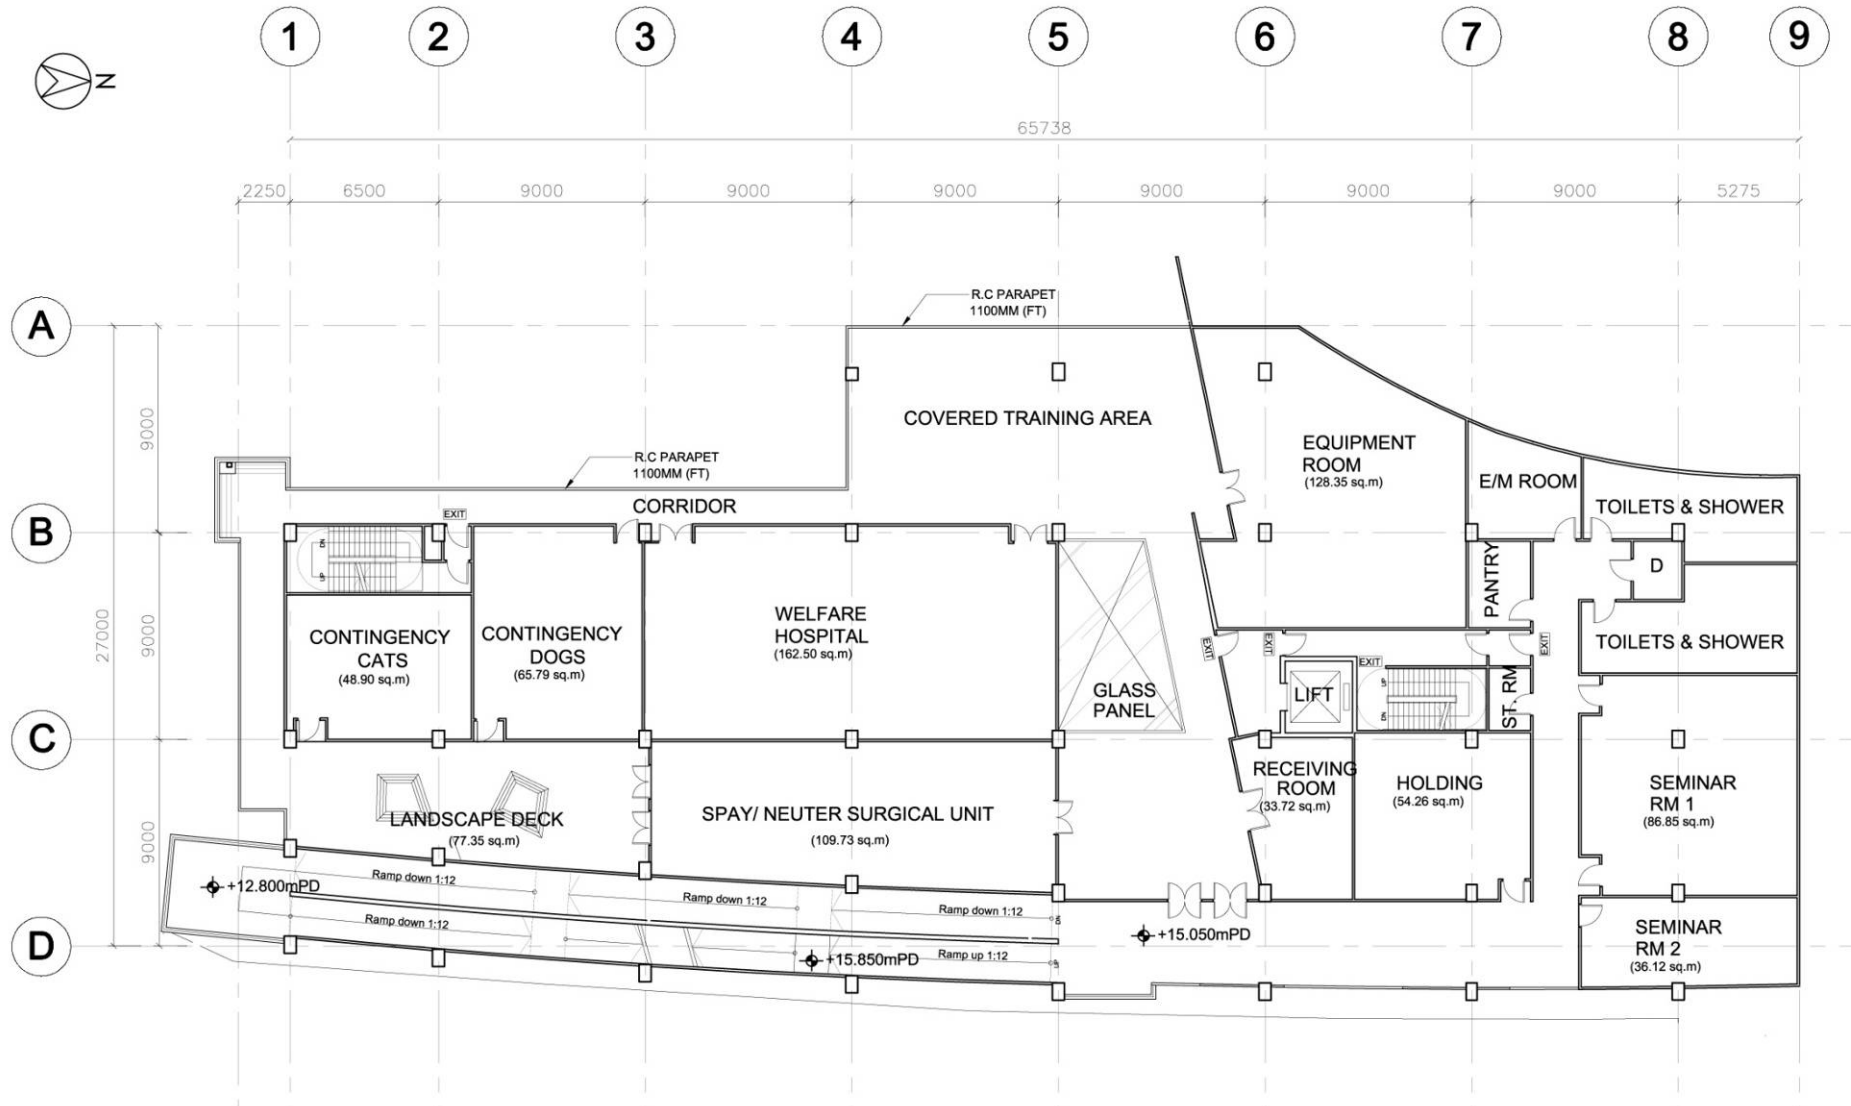 1 2 3 4 5 6 7 8 9
N
65738
2250 6500 9000 9000 9000 9000 9000 9000 5275
A
B
C
D
27000
9000
9000
9000
R.C PARAPET
1100MM (FT)
COVERED TRAINING AREA
R.C PARAPET
1100MM (FT)
CORRIDOR
EQUIPMENT
ROOM
(128.35 sq.m)
E/M ROOM
TOILETS & SHOWER
EXIT
DN
UP
CONTINGENCY
CATS
(48.90 sq.m)
CONTINGENCY
DOGS
(65.79 sq.m)
WELFARE
HOSPITAL
(162.50 sq.m)
GLASS
PANEL
PANTRY
D
TOILETS & SHOWER
EXIT
EXIT
EXIT
EXIT
LIFT
UP
DN
ST. RM
LANDSCAPE DECK
(77.35 sq.m)
SPAY/ NEUTER SURGICAL UNIT
(109.73 sq.m)
RECEIVING
ROOM
(33.72 sq.m)
HOLDING
(54.26 sq.m)
SEMINAR
RM 1
(86.85 sq.m)
SEMINAR
RM 2
(36.12 sq.m)
+12.800mPD
Ramp down 1:12
Ramp down 1:12
Ramp down 1:12
Ramp down 1:12
DN
+15.850mPD
Ramp up 1:12
UP
+15.050mPD